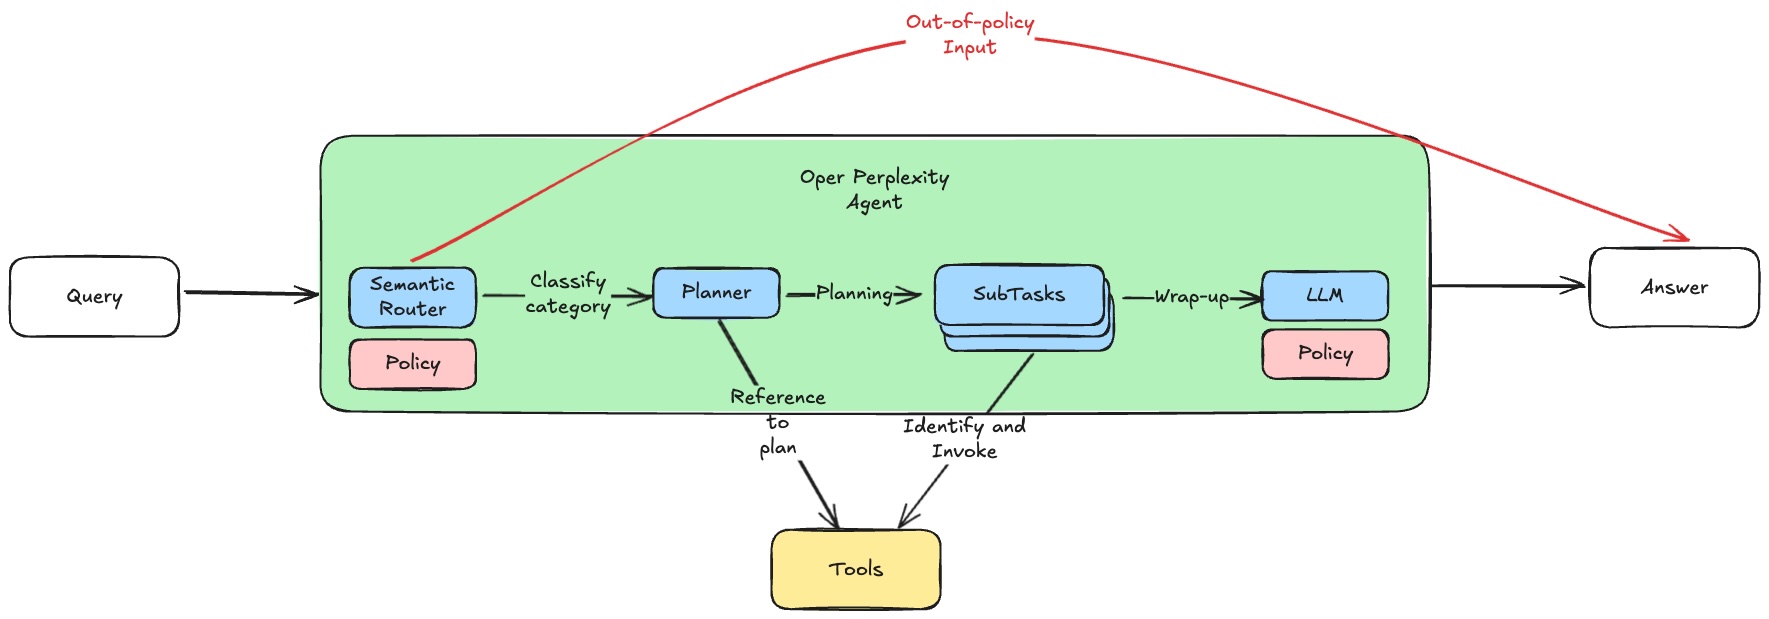 Out-of-policy
Input
Oper Perplexity
Agent
Query
Semantic
Router
Classify
category
Planner
Planning
SubTasks
Wrap-up
LLM
Answer
Policy
Policy
Reference
to
plan
Identify and
Invoke
Tools